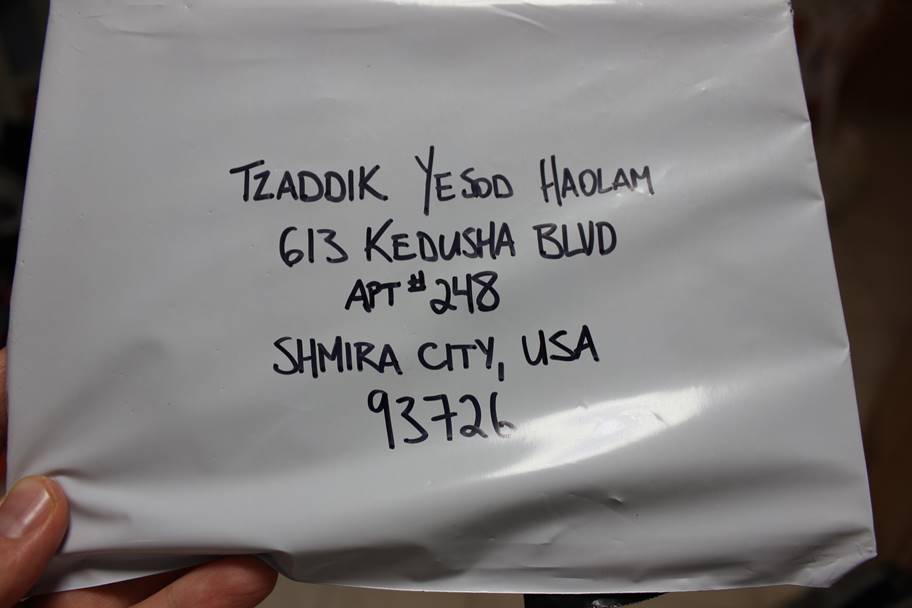 TZADDIK YESOD HAOLAM
613 KEDUSHA BLVD
APT # 248
SHMIRA CITY, USA
93726